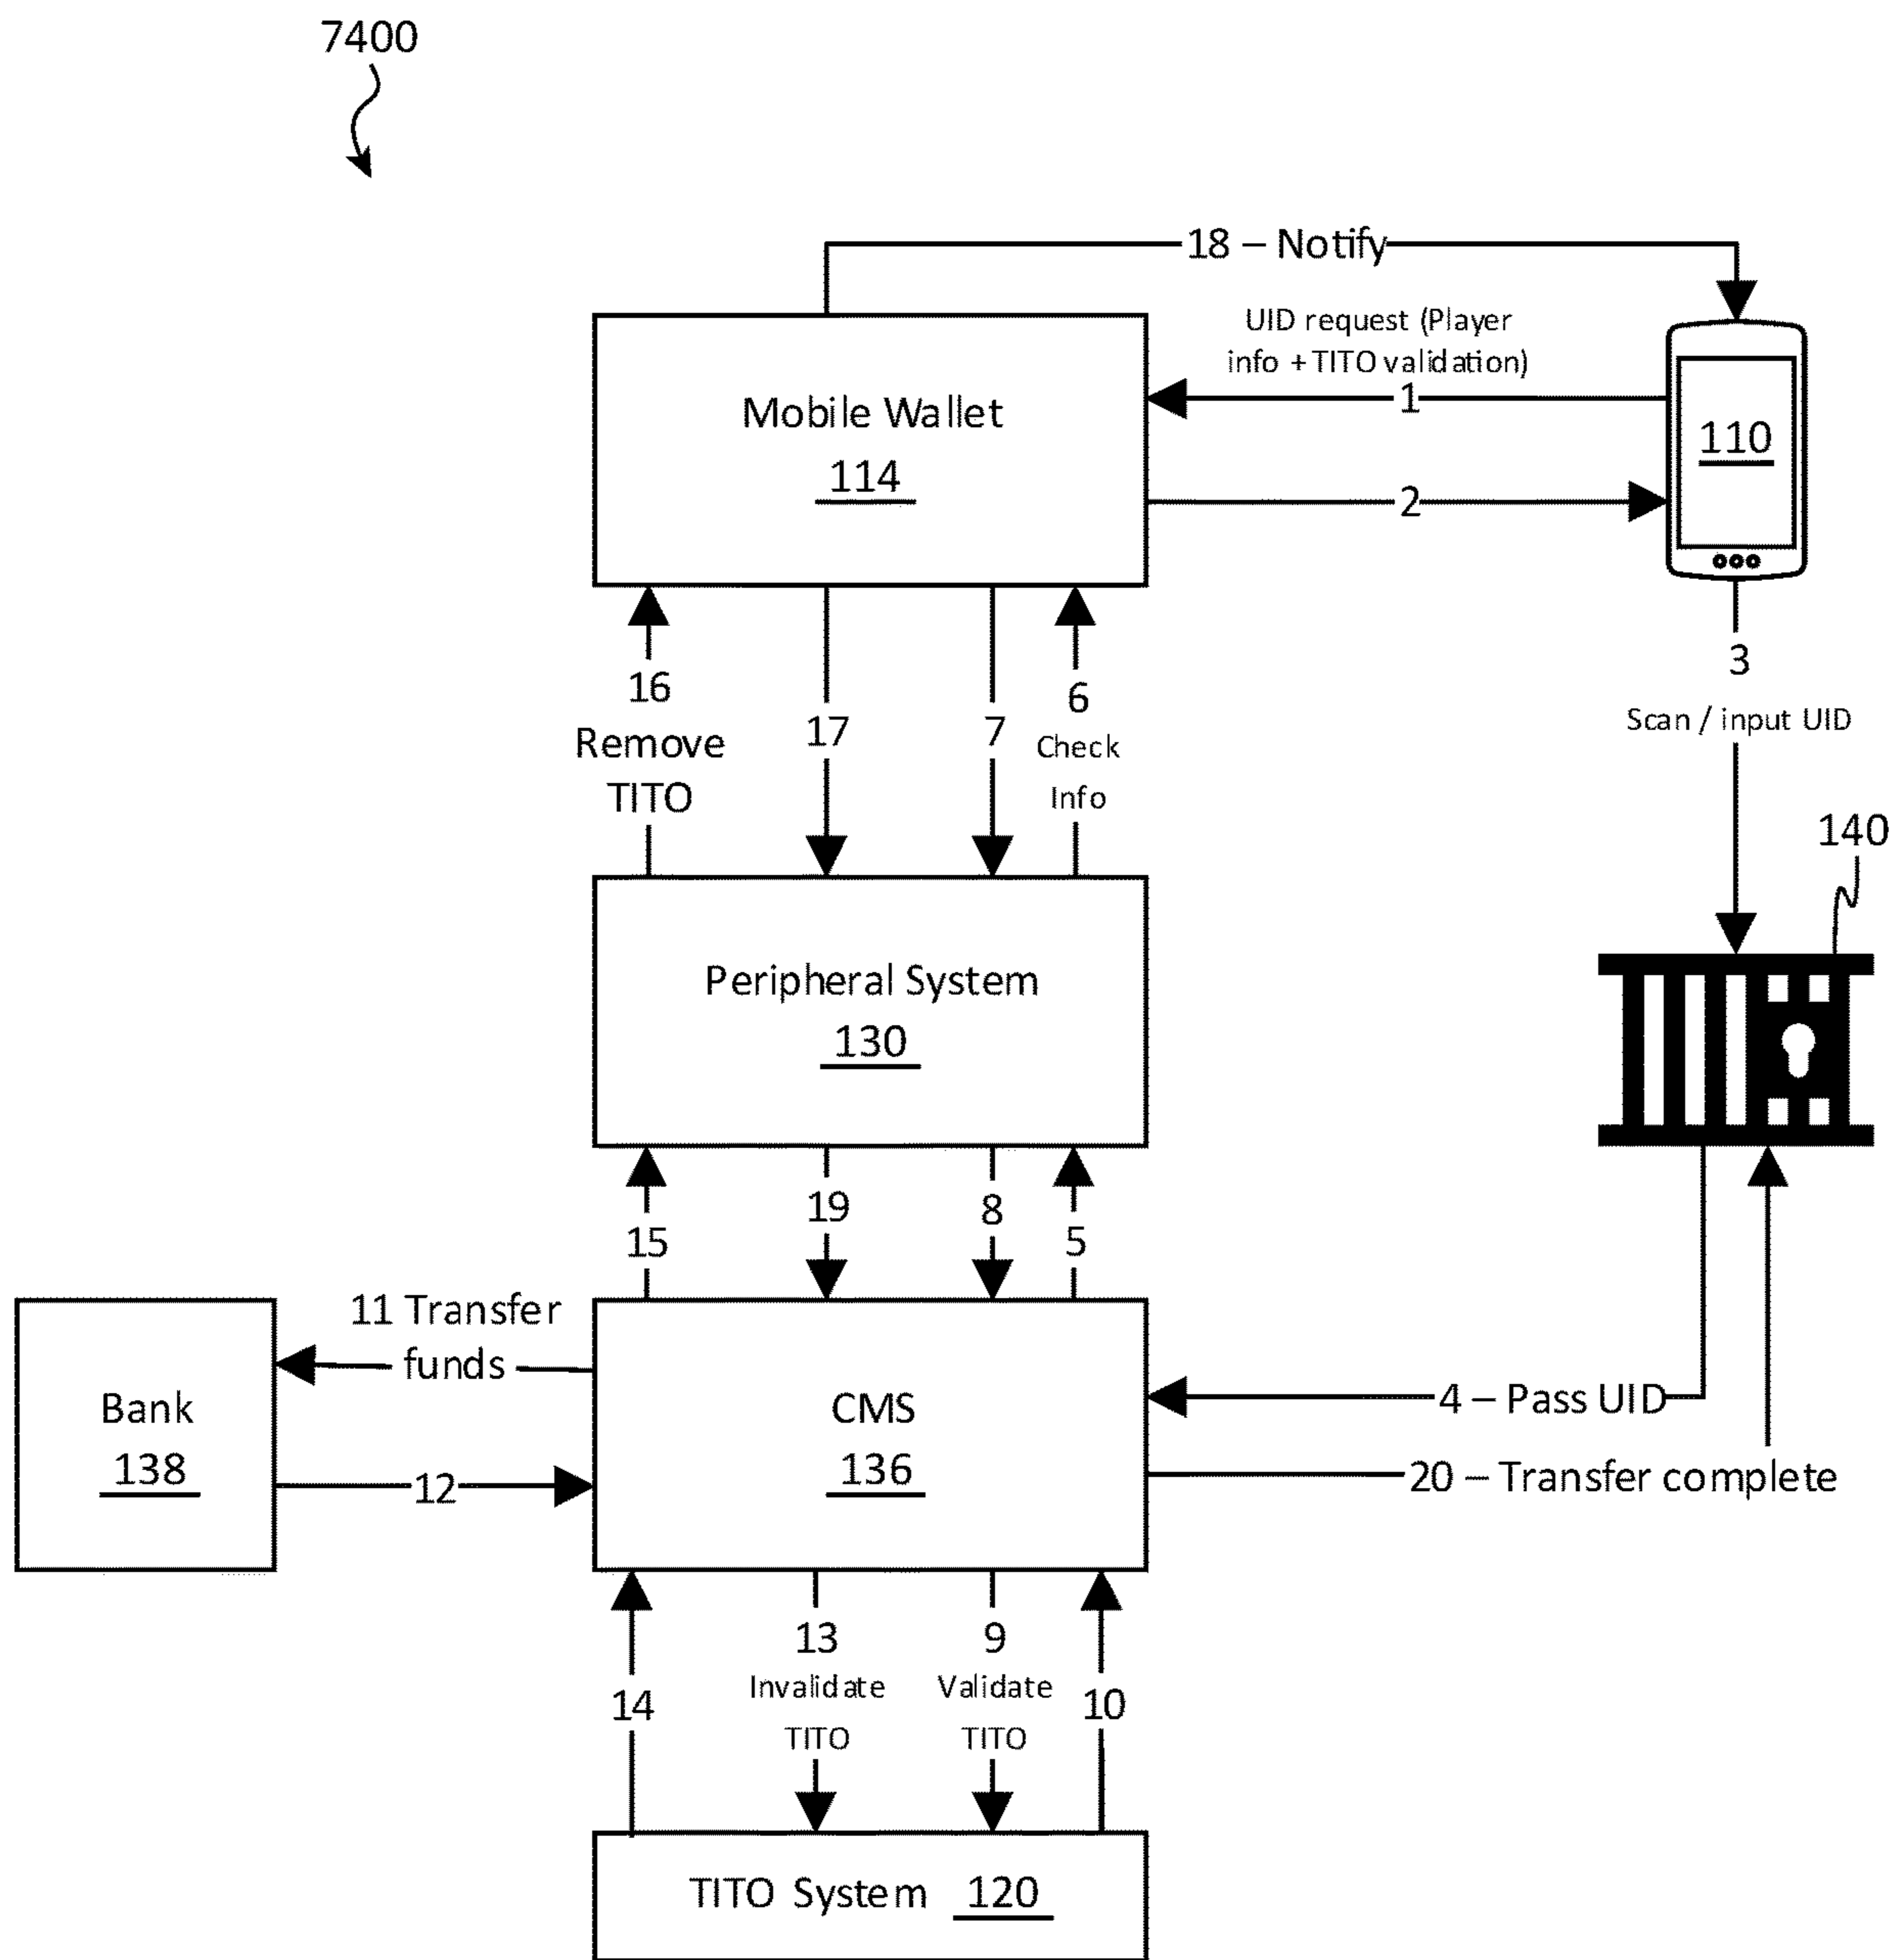 7400
18 – Notify
UID request (Player
info + TITO validation)
1
Mobile Wallet
114
110
2
3
Scan / input UID
16
Remove
TITO
17
7
6
Check
Info
140
Peripheral System
130
15
19
8
5
11 Transfer
funds
Bank
138
12
CMS
136
4 – Pass UID
20 – Transfer complete
14
13
Invalidate
TITO
9
Validate
TITO
10
TITO System 120